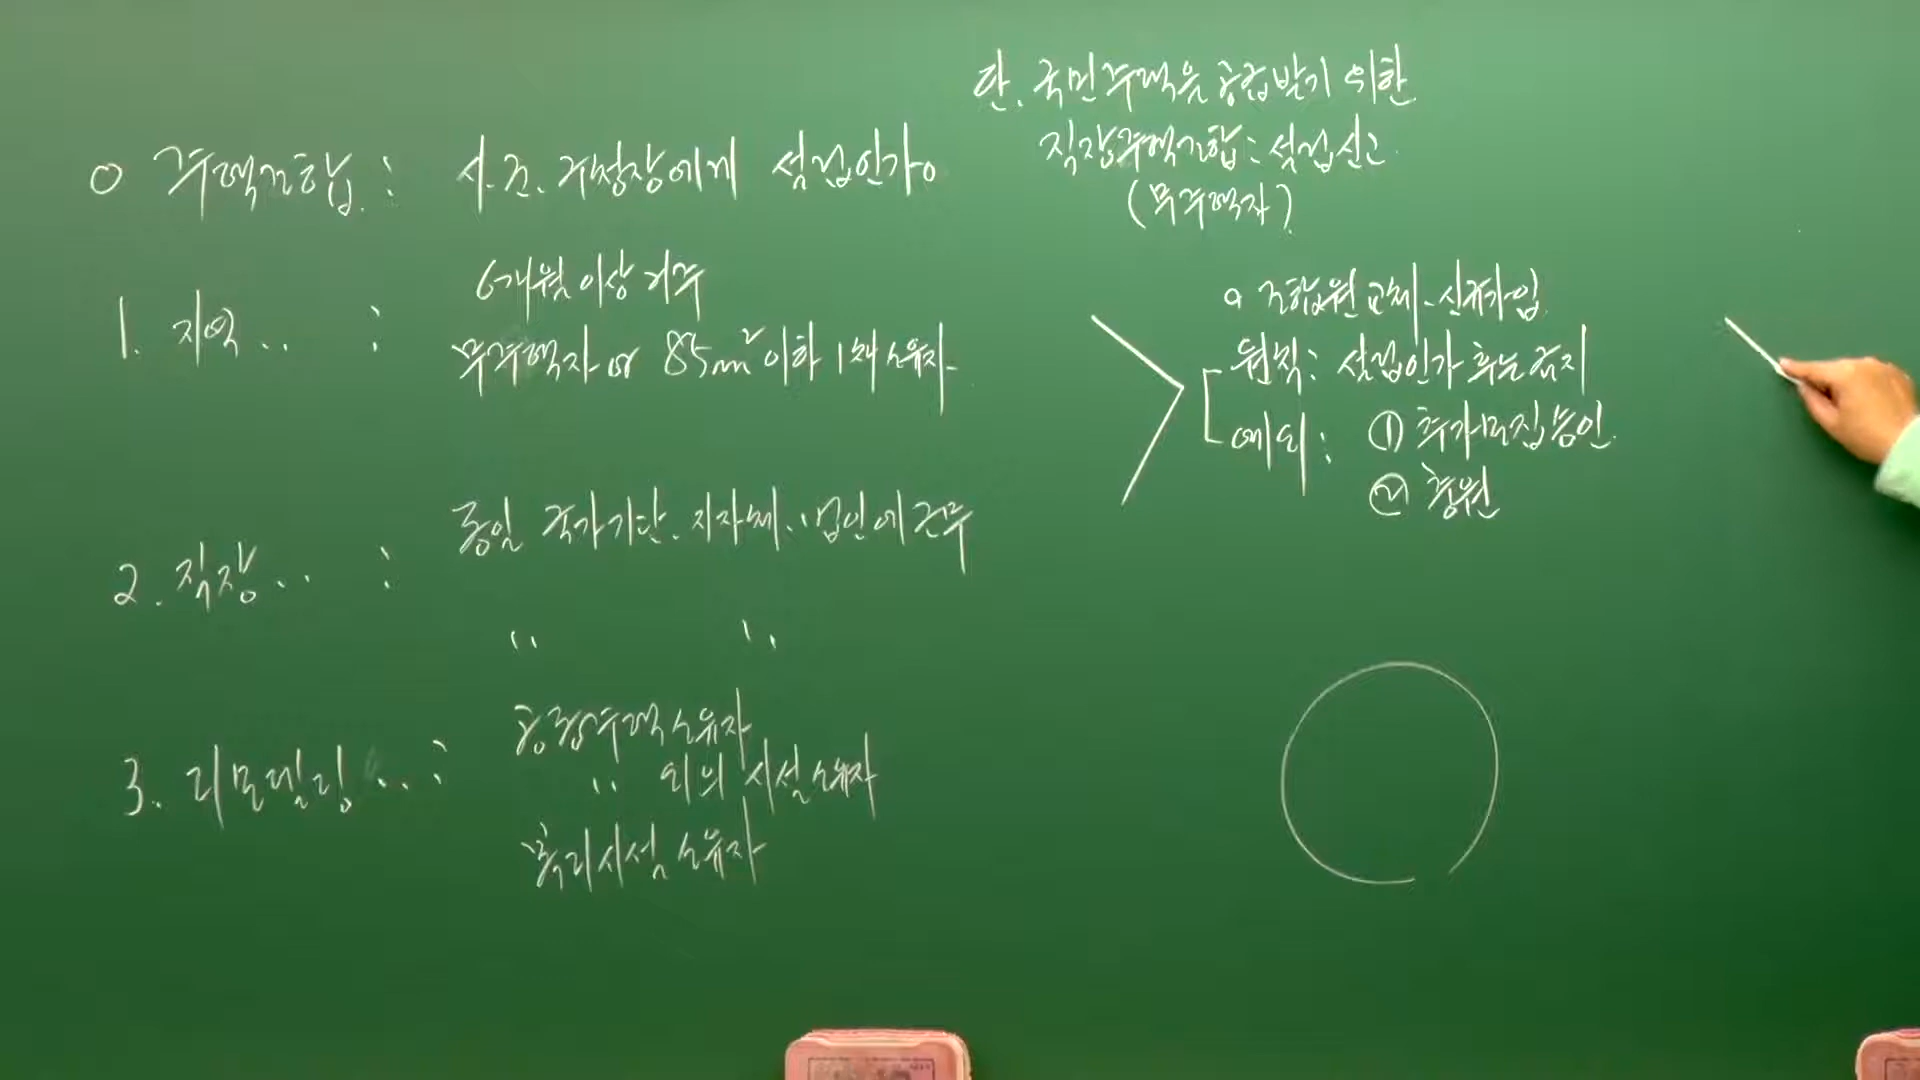 o 주택조합 : 시.군.구청장에게 설립인가
단. 국민주택을 공급받기 위한
직장주택조합 : 설립신고
(무주택자)
1. 지역 .. :
6개월 이상 거주
무주택자 or 85m² 이하 1채 소유자
o 조합원 교체.신규가입
원칙 : 설립인가 후는 금지
예외 : ① 추가모집승인
② 충원
2. 직장 .. :
동일 국가기관.지자체.법인에 근무
〃 〃
3. 리모델링 .. :
공동주택 소유자
〃 외의 시설 소유자
복리시설 소유자